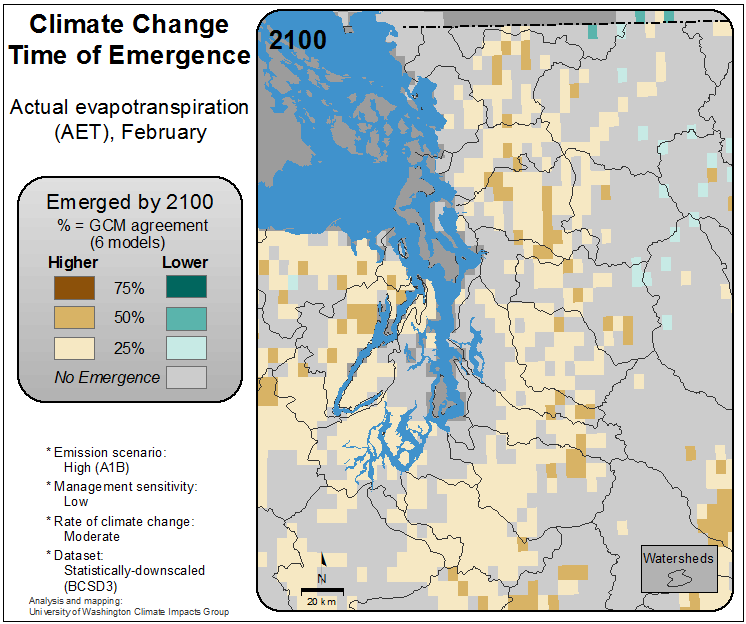 Climate Change
Time of Emergence
Actual evapotranspiration
(AET), February
Emerged by 2100
% = GCM agreement
(6 models)
Higher Lower
75%
50%
25%
No Emergence
* Emission scenario:
High (A1B)
* Management sensitivity:
Low
* Rate of climate change:
Moderate
* Dataset:
Statistically-downscaled
(BCSD3)
Analysis and mapping:
University of Washington Climate Impacts Group
2100
Watersheds
N
20 km